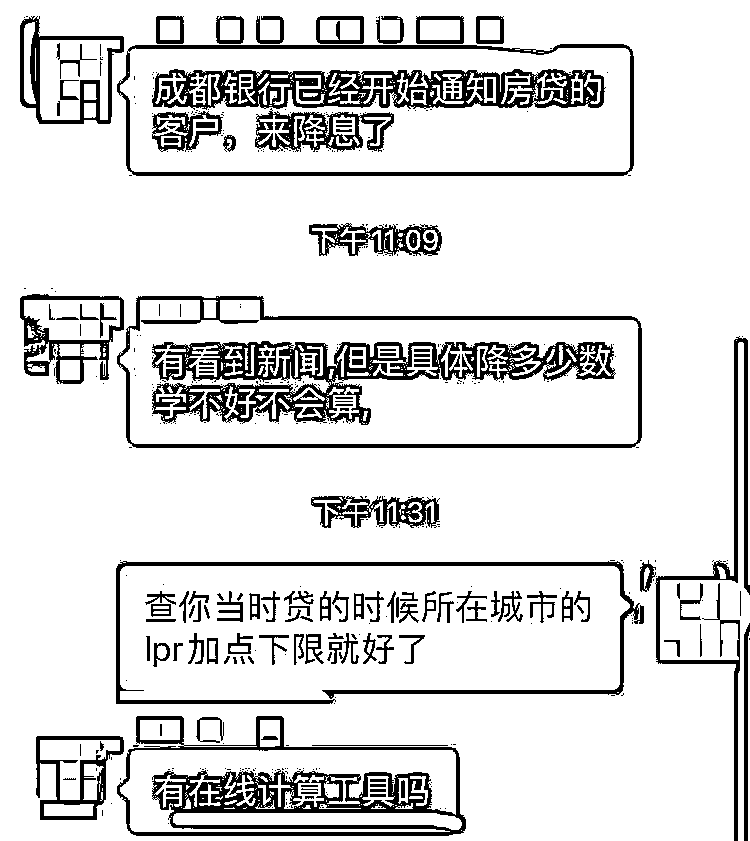 成都银行已经开始通知房贷的
客户，来降息了
下午11:09
有看到新闻,但是具体降多少数
学不好不会算,
下午11:31
查你当时贷的时候所在城市的
lpr加点下限就好了
有在线计算工具吗